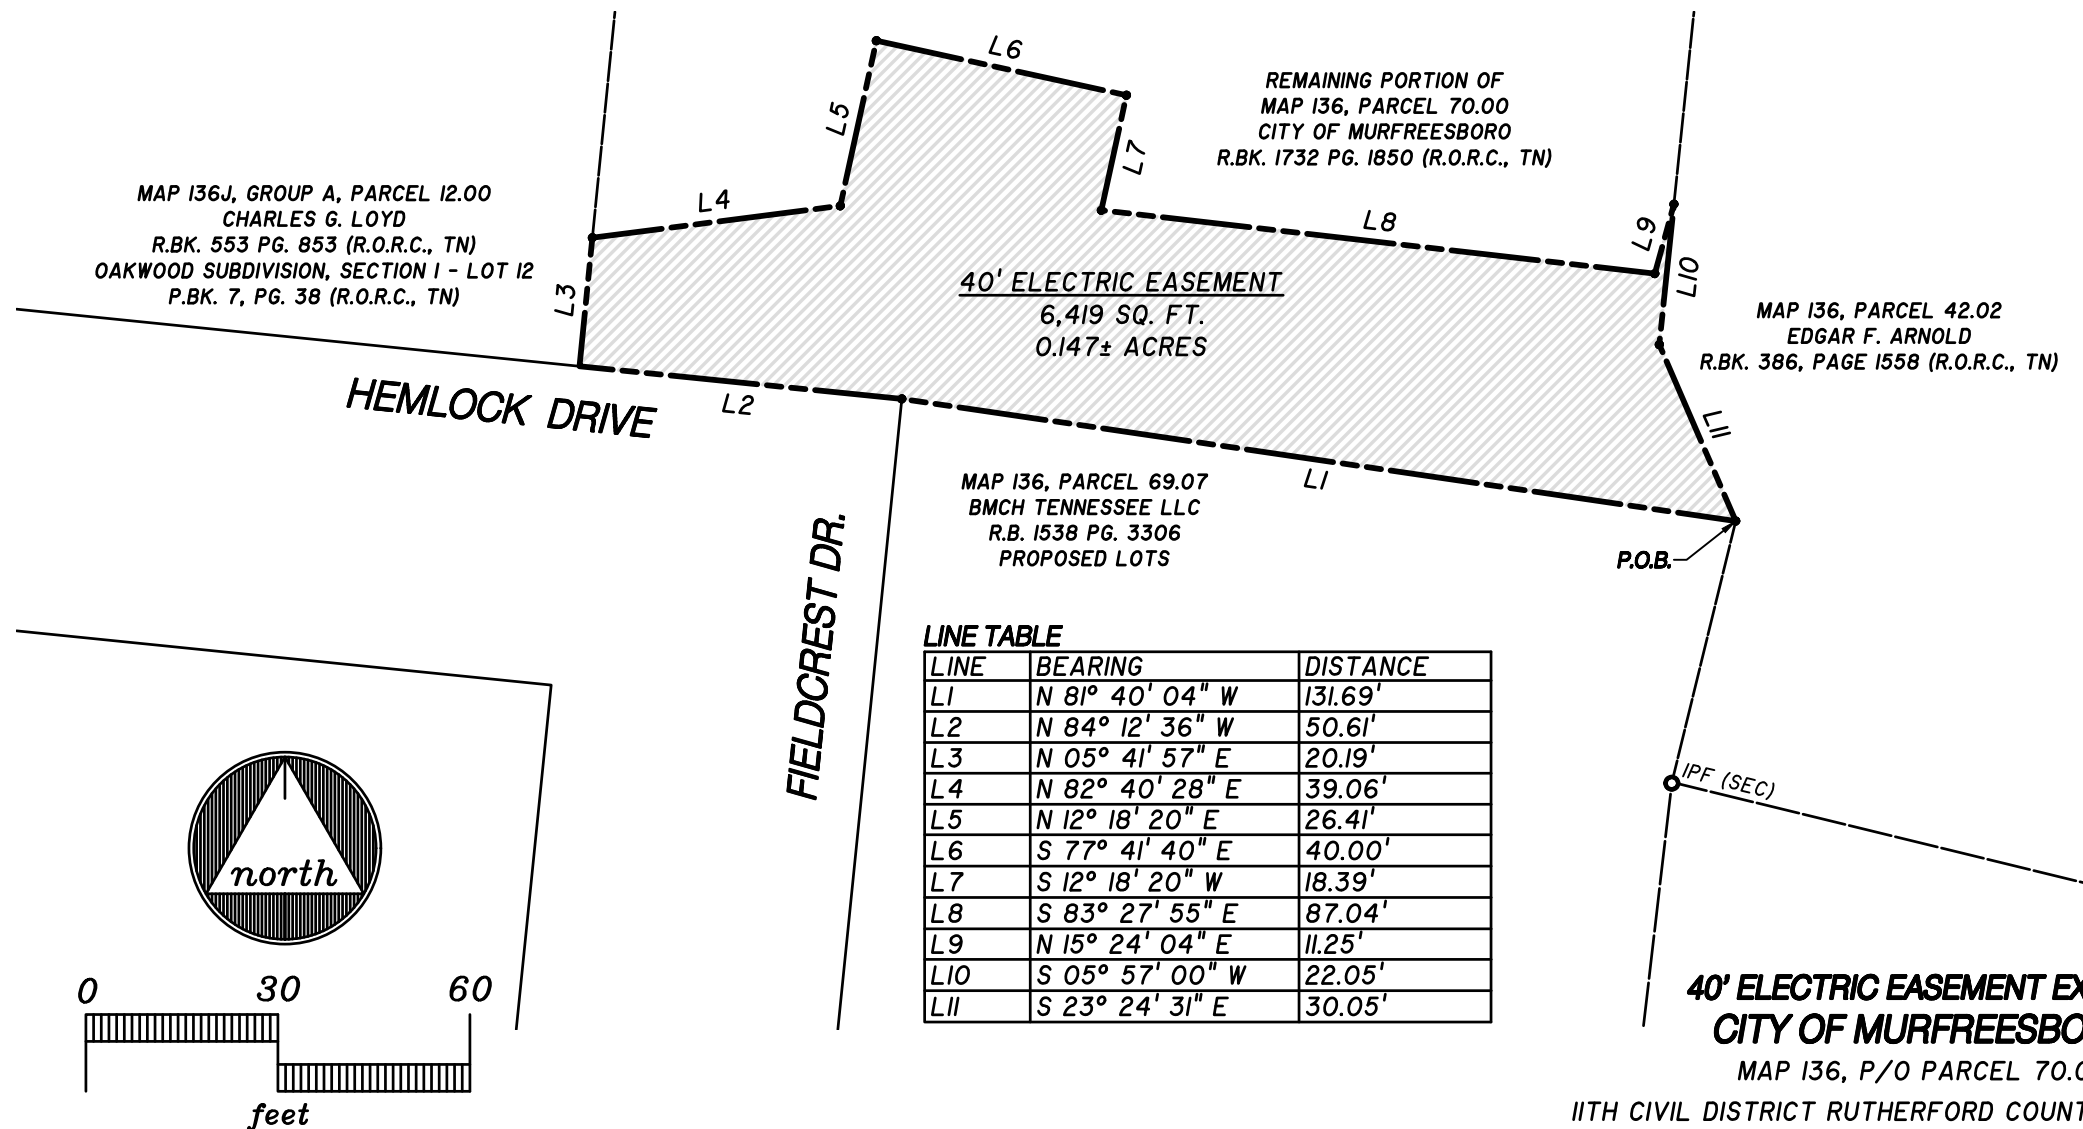 L6
REMAINING PORTION OF
MAP 136, PARCEL 70.00
CITY OF MURFREESBORO
R.BK. 1732 PG. 1850 (R.O.R.C., TN)
L5
L7
MAP 136J, GROUP A, PARCEL 12.00
CHARLES G. LOYD
R.BK. 553 PG. 853 (R.O.R.C., TN)
OAKWOOD SUBDIVISION, SECTION 1 - LOT 12
P.BK. 7, PG. 38 (R.O.R.C., TN)
L4
L8
L9
L10
L3
40' ELECTRIC EASEMENT
6,419 SQ. FT.
0.147± ACRES
MAP 136, PARCEL 42.02
EDGAR F. ARNOLD
R.BK. 386, PAGE 1558 (R.O.R.C., TN)
HEMLOCK DRIVE
L2
L11
L1
MAP 136, PARCEL 69.07
BMCH TENNESSEE LLC
R.B. 1538 PG. 3306
PROPOSED LOTS
P.O.B.
FIELDCREST DR.
LINE TABLE
LINE BEARING DISTANCE
L1 N 81° 40' 04" W 131.69'
L2 N 84° 12' 36" W 50.61'
L3 N 05° 41' 57" E 20.19'
L4 N 82° 40' 28" E 39.06'
L5 N 12° 18' 20" E 26.41'
L6 S 77° 41' 40" E 40.00'
L7 S 12° 18' 20" W 18.39'
L8 S 83° 27' 55" E 87.04'
L9 N 15° 24' 04" E 11.25'
L10 S 05° 57' 00" W 22.05'
L11 S 23° 24' 31" E 30.05'
IPF (SEC)
north
0 30 60
feet
40' ELECTRIC EASEMENT EX
CITY OF MURFREESBO
MAP 136, P/O PARCEL 70.0
11TH CIVIL DISTRICT RUTHERFORD COUNT